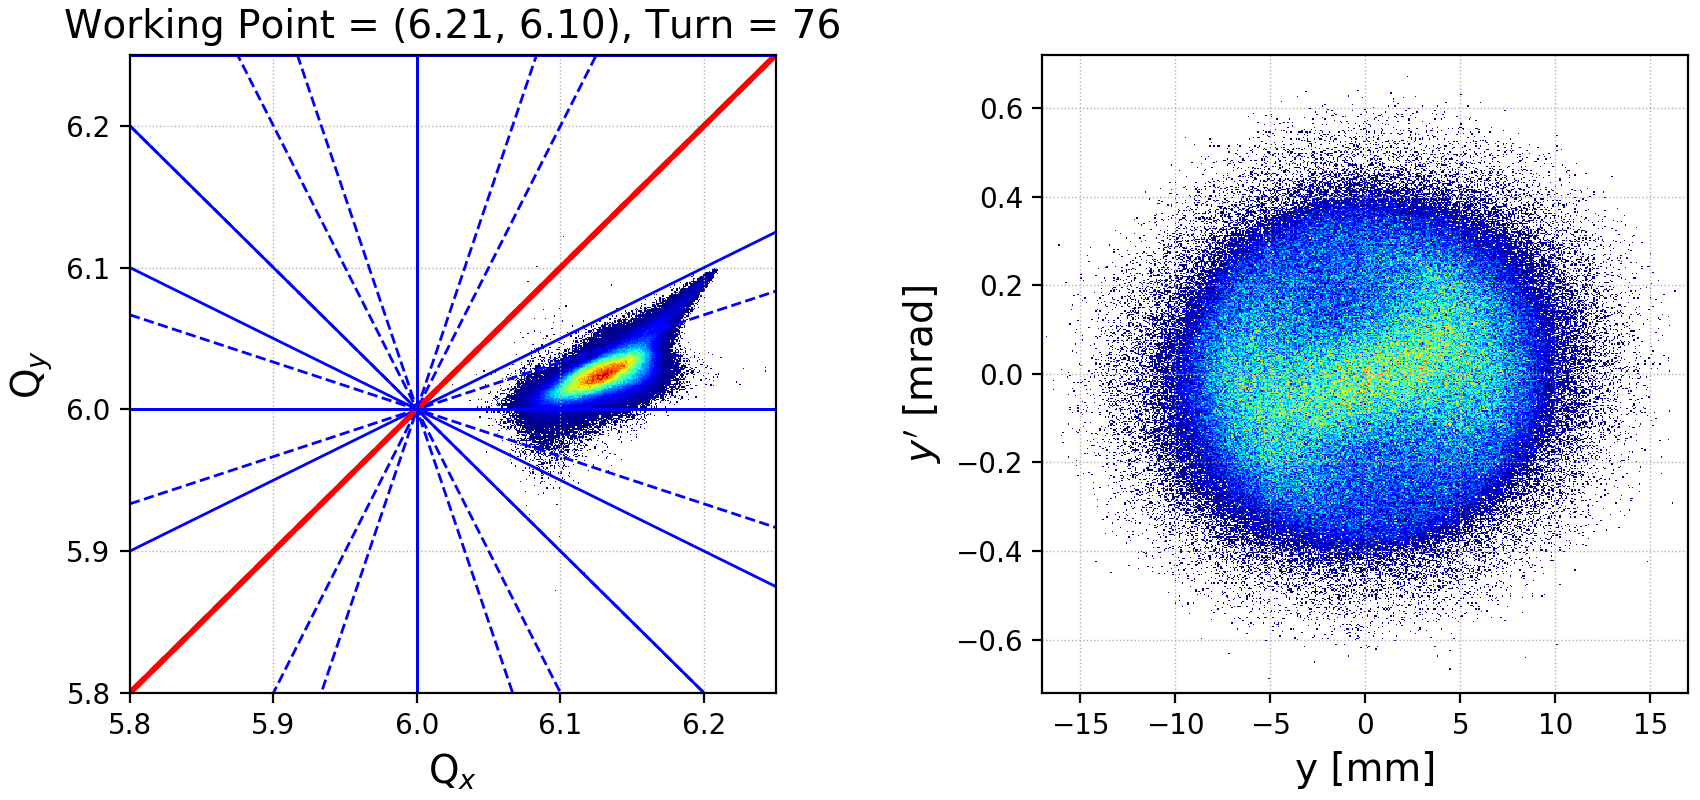 Working Point = (6.21, 6.10), Turn = 76
6.2
6.1
6.0
5.9
5.8
5.8 5.9 6.0 6.1 6.2
Q_x
Q_y
0.6
0.4
0.2
0.0
−0.2
−0.4
−0.6
−15 −10 −5 0 5 10 15
y [mm]
y′ [mrad]